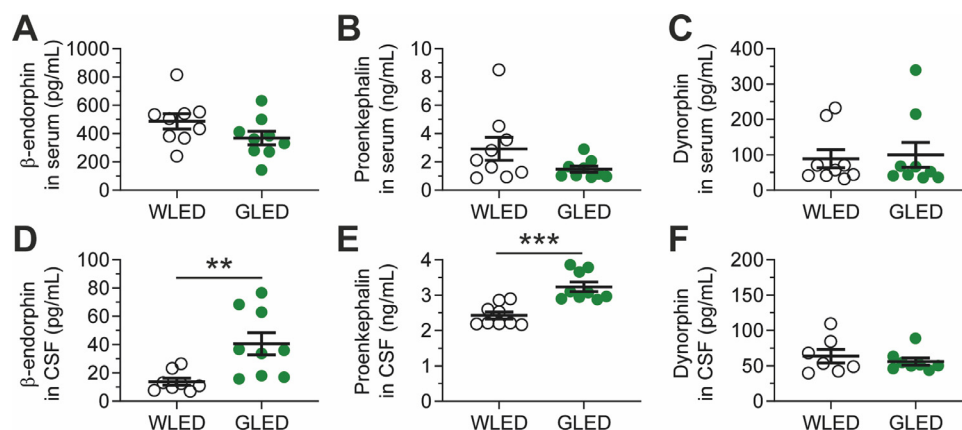 A
β-endorphin
in serum (pg/mL)
1000
800
600
400
200
0
WLED GLED
B
Proenkephalin
in serum (ng/mL)
10
8
6
4
2
0
WLED GLED
C
Dynorphin
in serum (pg/mL)
400
300
200
100
0
WLED GLED
D
β-endorphin
in CSF (pg/mL)
100
80
60
40
20
0
**
WLED GLED
E
Proenkephalin
in CSF (ng/mL)
4
3
2
1
0
***
WLED GLED
F
Dynorphin
in CSF (pg/mL)
200
150
100
50
0
WLED GLED